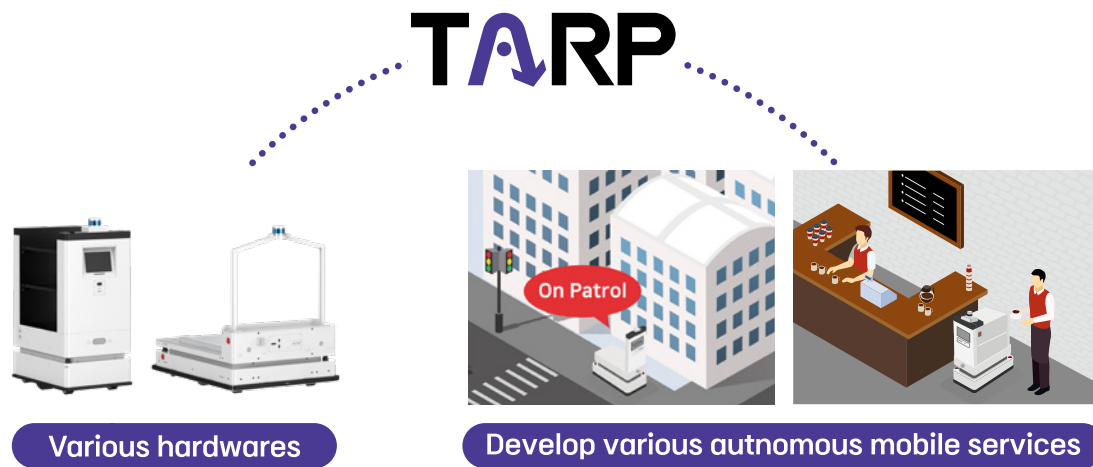 TARP
On Patrol
Various hardwares
Develop various autnomous mobile services